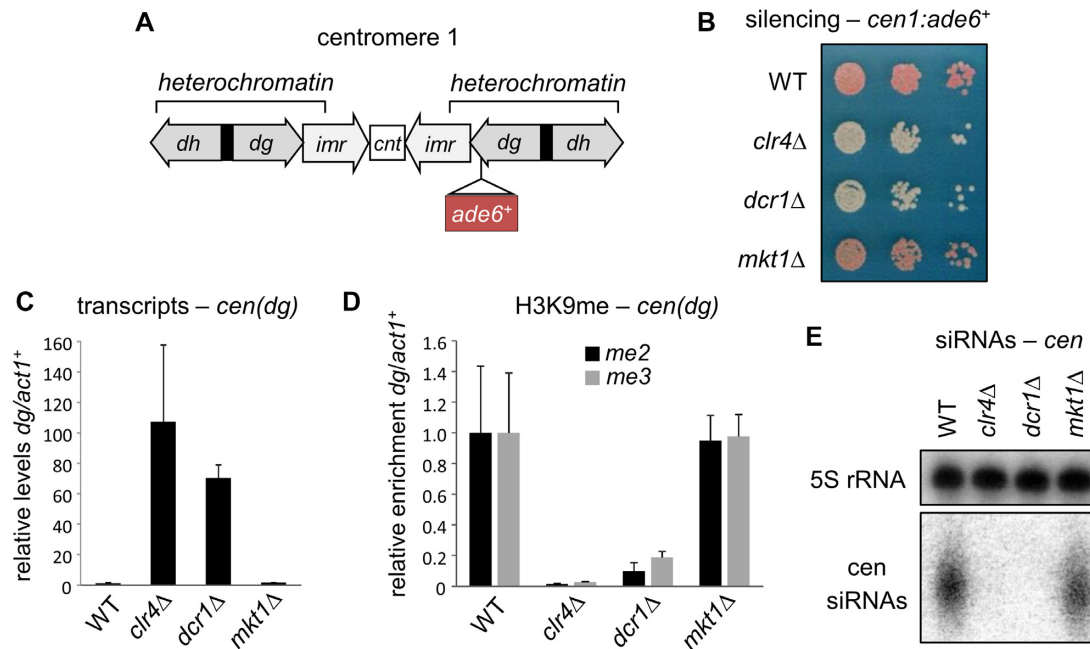 A
centromere 1
heterochromatin heterochromatin
dh dg imr cnt imr dg dh
ade6+
B silencing – cen1:ade6+
WT
clr4Δ
dcr1Δ
mkt1Δ
C transcripts – cen(dg)
relative levels dg/act1+
160
140
120
100
80
60
40
20
0
WT clr4Δ dcr1Δ mkt1Δ
D H3K9me – cen(dg)
relative enrichment dg/act1+
1.6
1.4
1.2
1.0
0.8
0.6
0.4
0.2
0
me2
me3
WT clr4Δ dcr1Δ mkt1Δ
E siRNAs – cen
WT clr4Δ dcr1Δ mkt1Δ
5S rRNA
cen
siRNAs